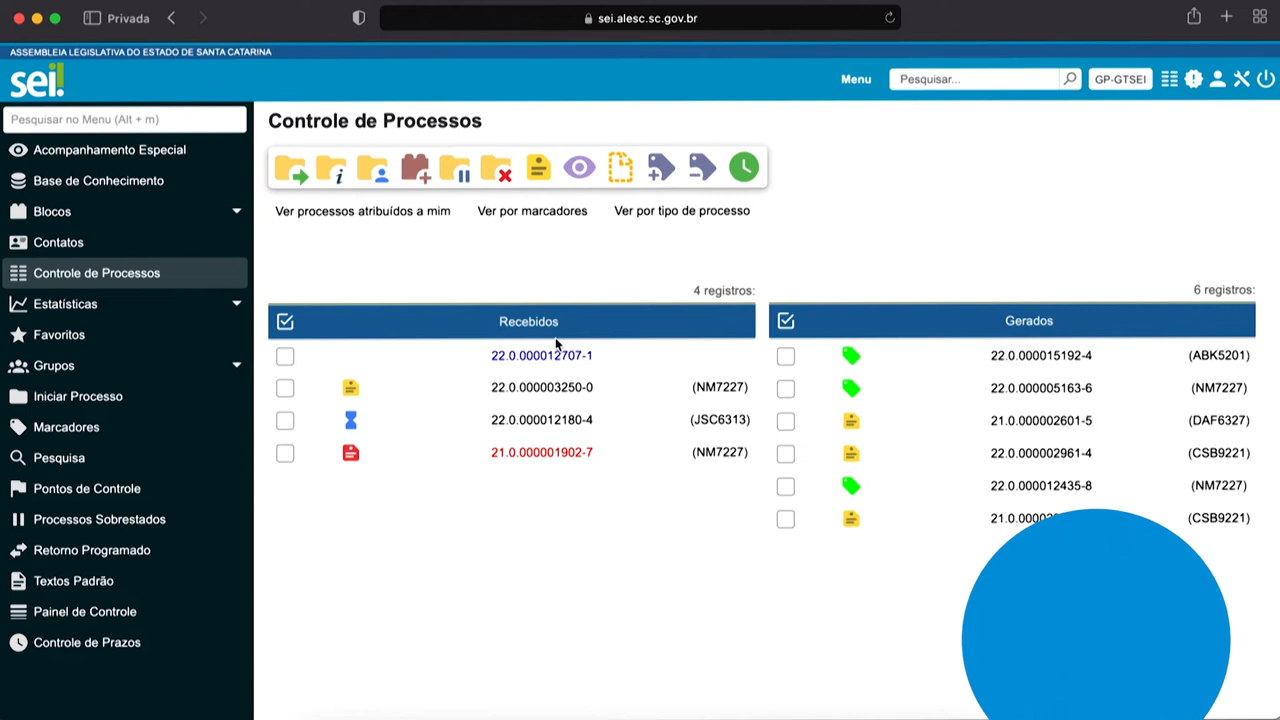 Privada
sei.alesc.sc.gov.br
ASSEMBLEIA LEGISLATIVA DO ESTADO DE SANTA CATARINA
sei!
Menu
Pesquisar...
GP-GTSEI
Pesquisar no Menu (Alt + m)
Acompanhamento Especial
Base de Conhecimento
Blocos
Contatos
Controle de Processos
Estatísticas
Favoritos
Grupos
Iniciar Processo
Marcadores
Pesquisa
Pontos de Controle
Processos Sobrestados
Retorno Programado
Textos Padrão
Painel de Controle
Controle de Prazos
Controle de Processos
Ver processos atribuídos a mim Ver por marcadores Ver por tipo de processo
4 registros:
Recebidos
22.0.000012707-1
22.0.000003250-0 (NM7227)
22.0.000012180-4 (JSC6313)
21.0.000001902-7 (NM7227)
6 registros:
Gerados
22.0.000015192-4 (ABK5201)
22.0.000005163-6 (NM7227)
21.0.000002601-5 (DAF6327)
22.0.000002961-4 (CSB9221)
22.0.000012435-8 (NM7227)
(CSB9221)